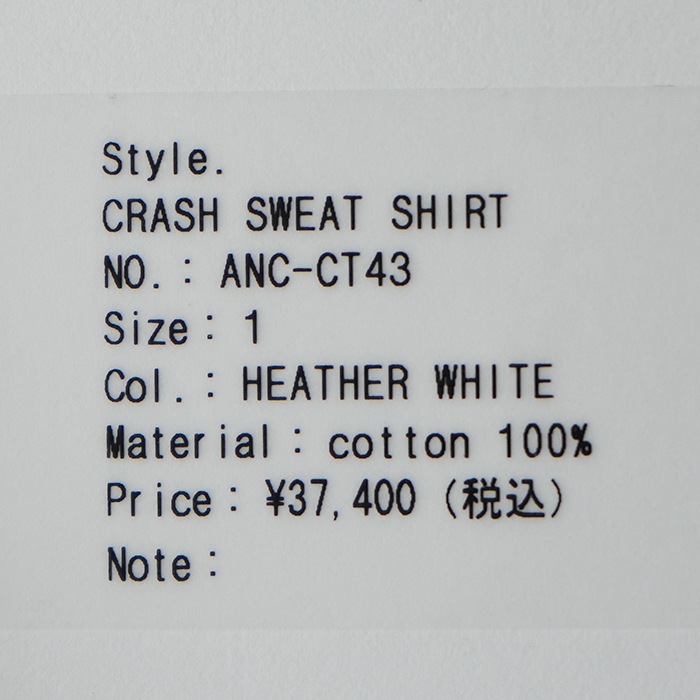 Style.
CRASH SWEAT SHIRT
NO.: ANC-CT43
Size: 1
Col.: HEATHER WHITE
Material: cotton 100%
Price: ¥37,400 (税込)
Note: